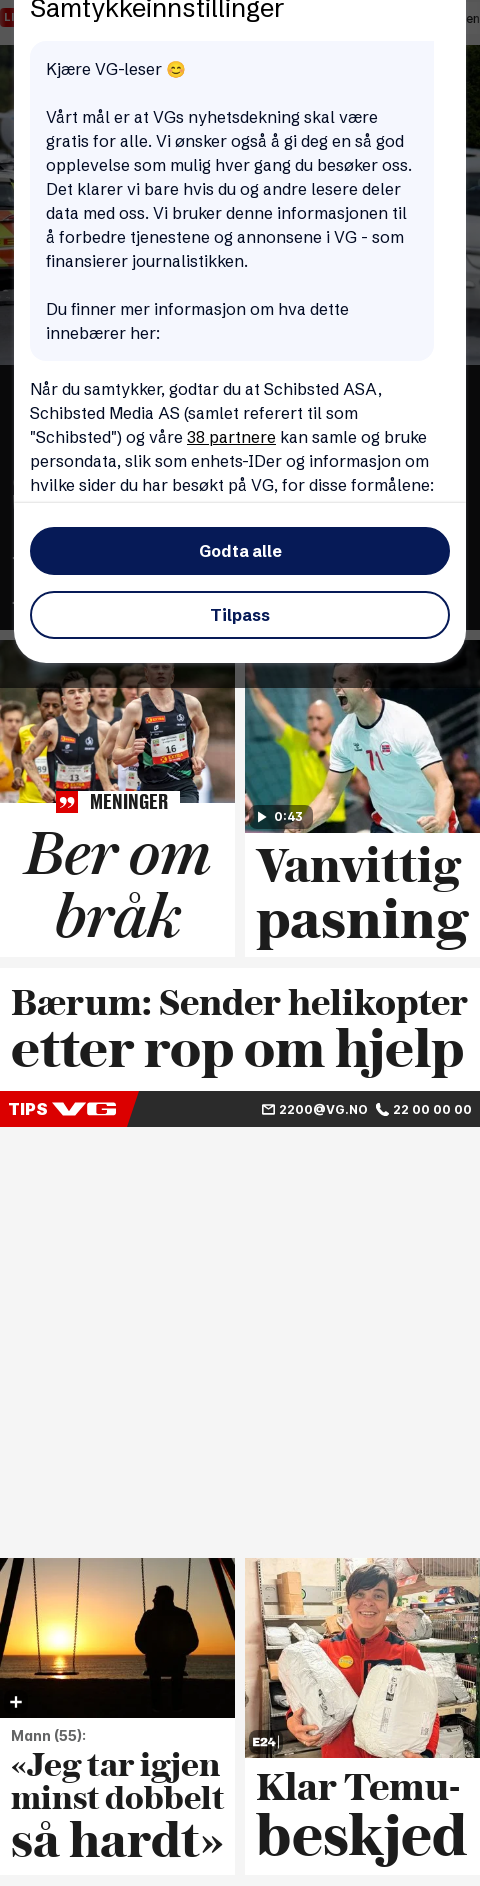 Samtykkeinnstillinger
Kjære VG-leser 😊
Vårt mål er at VGs nyhetsdekning skal være
gratis for alle. Vi ønsker også å gi deg en så god
opplevelse som mulig hver gang du besøker oss.
Det klarer vi bare hvis du og andre lesere deler
data med oss. Vi bruker denne informasjonen til
å forbedre tjenestene og annonsene i VG - som
finansierer journalistikken.
Du finner mer informasjon om hva dette
innebærer her:
Når du samtykker, godtar du at Schibsted ASA,
Schibsted Media AS (samlet referert til som
"Schibsted") og våre 38 partnere kan samle og bruke
persondata, slik som enhets-IDer og informasjon om
hvilke sider du har besøkt på VG, for disse formålene:
Godta alle
Tilpass
13
16
MENINGER
Ber om
bråk
71
0:43
Vanvittig
pasning
Bærum: Sender helikopter
etter rop om hjelp
TIPS VG
2200@VG.NO 22 00 00 00
Mann (55):
«Jeg tar igjen
minst dobbelt
så hardt»
E24
Klar Temu-
beskjed